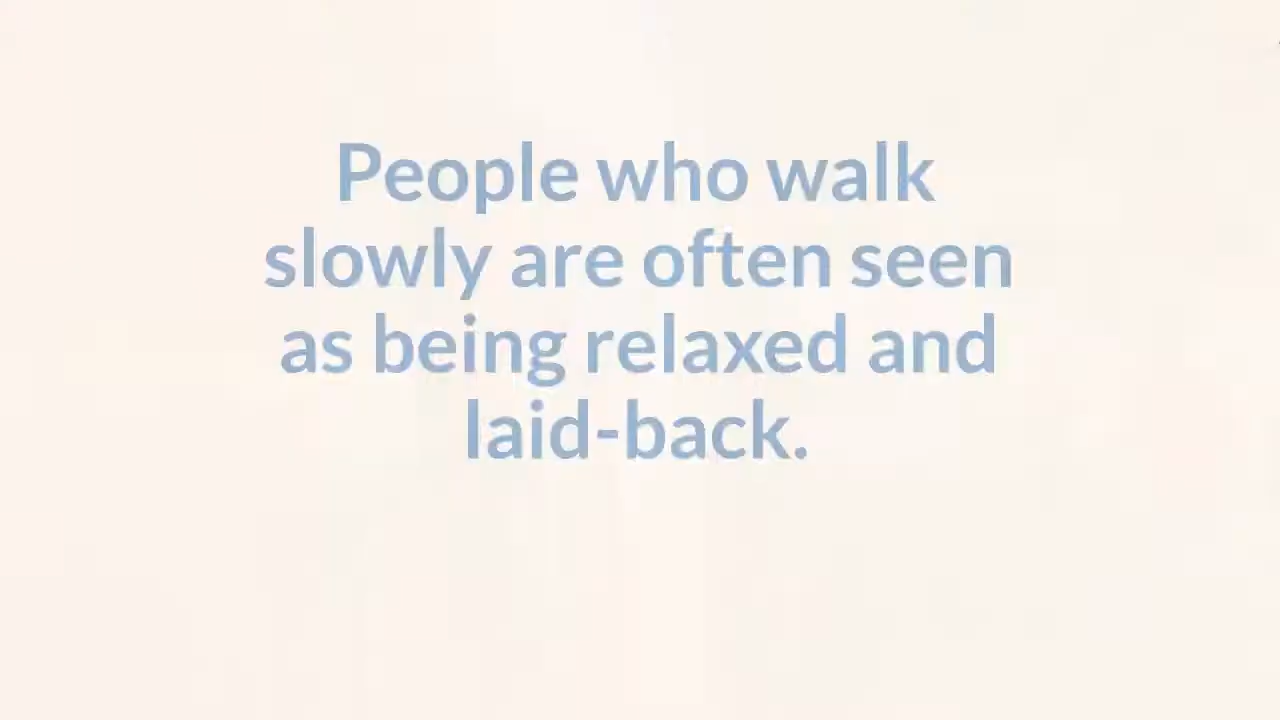 People who walk
slowly are often seen
as being relaxed and
laid-back.